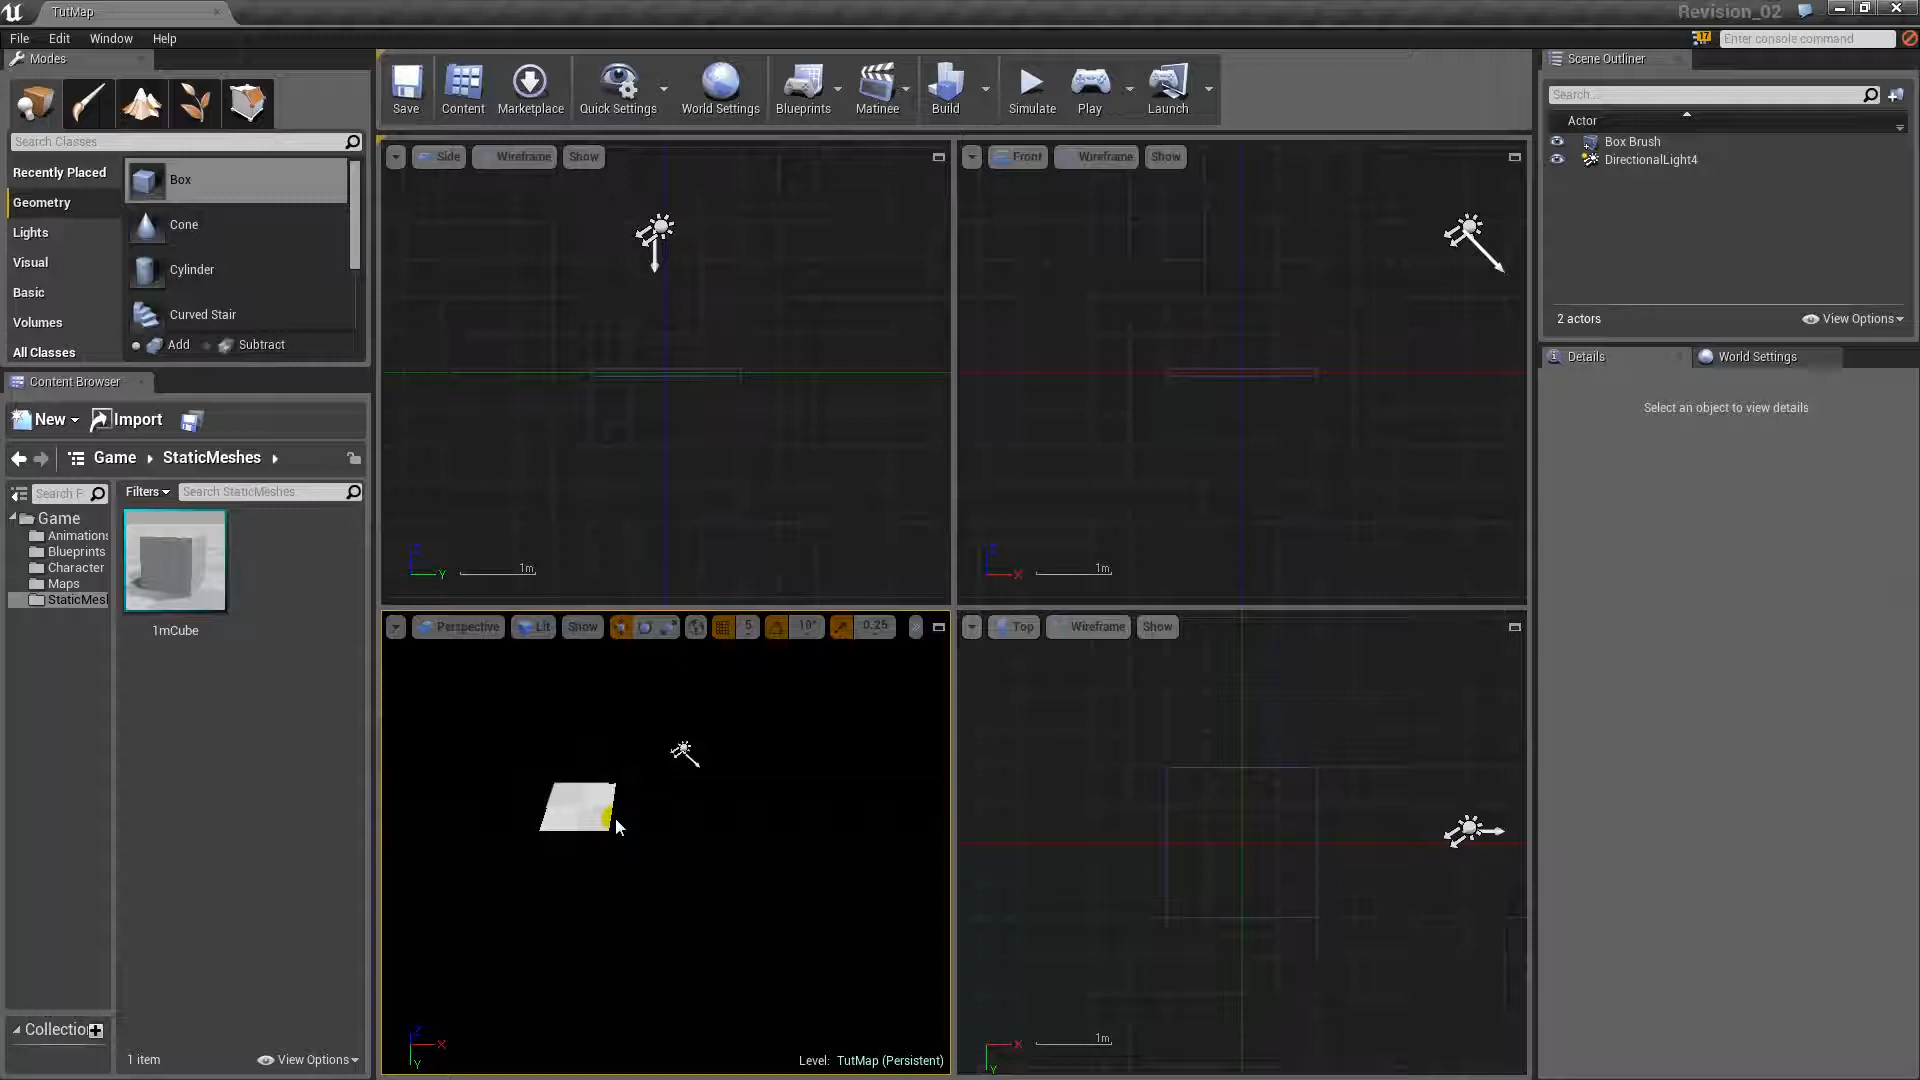 TutMap
Revision_02
File Edit Window Help
17
Enter console command
Modes
Search Classes
Recently Placed
Geometry
Lights
Visual
Basic
Volumes
All Classes
Box
Cone
Cylinder
Curved Stair
Add Subtract
Content Browser
New Import
Game StaticMeshes
Search F
Filters Search StaticMeshes
Game
Animations
Blueprints
Character
Maps
StaticMesh
1mCube
Collection
1 item View Options
Save Content Marketplace Quick Settings World Settings Blueprints Matinee Build Simulate Play Launch
Side Wireframe Show
Z
Y
1m
Front Wireframe Show
Z
X
1m
Perspective Lit Show 5 10° 0.25
Z
X
Y
Level: TutMap (Persistent)
Top Wireframe Show
X
Y
1m
Scene Outliner
Search...
Actor
Box Brush
DirectionalLight4
2 actors View Options
Details World Settings
Select an object to view details